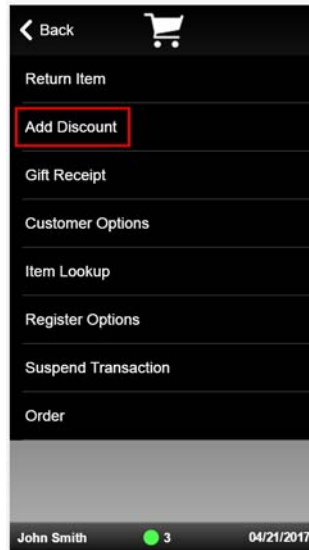 Back
Return Item
Add Discount
Gift Receipt
Customer Options
Item Lookup
Register Options
Suspend Transaction
Order
John Smith 3 04/21/2017